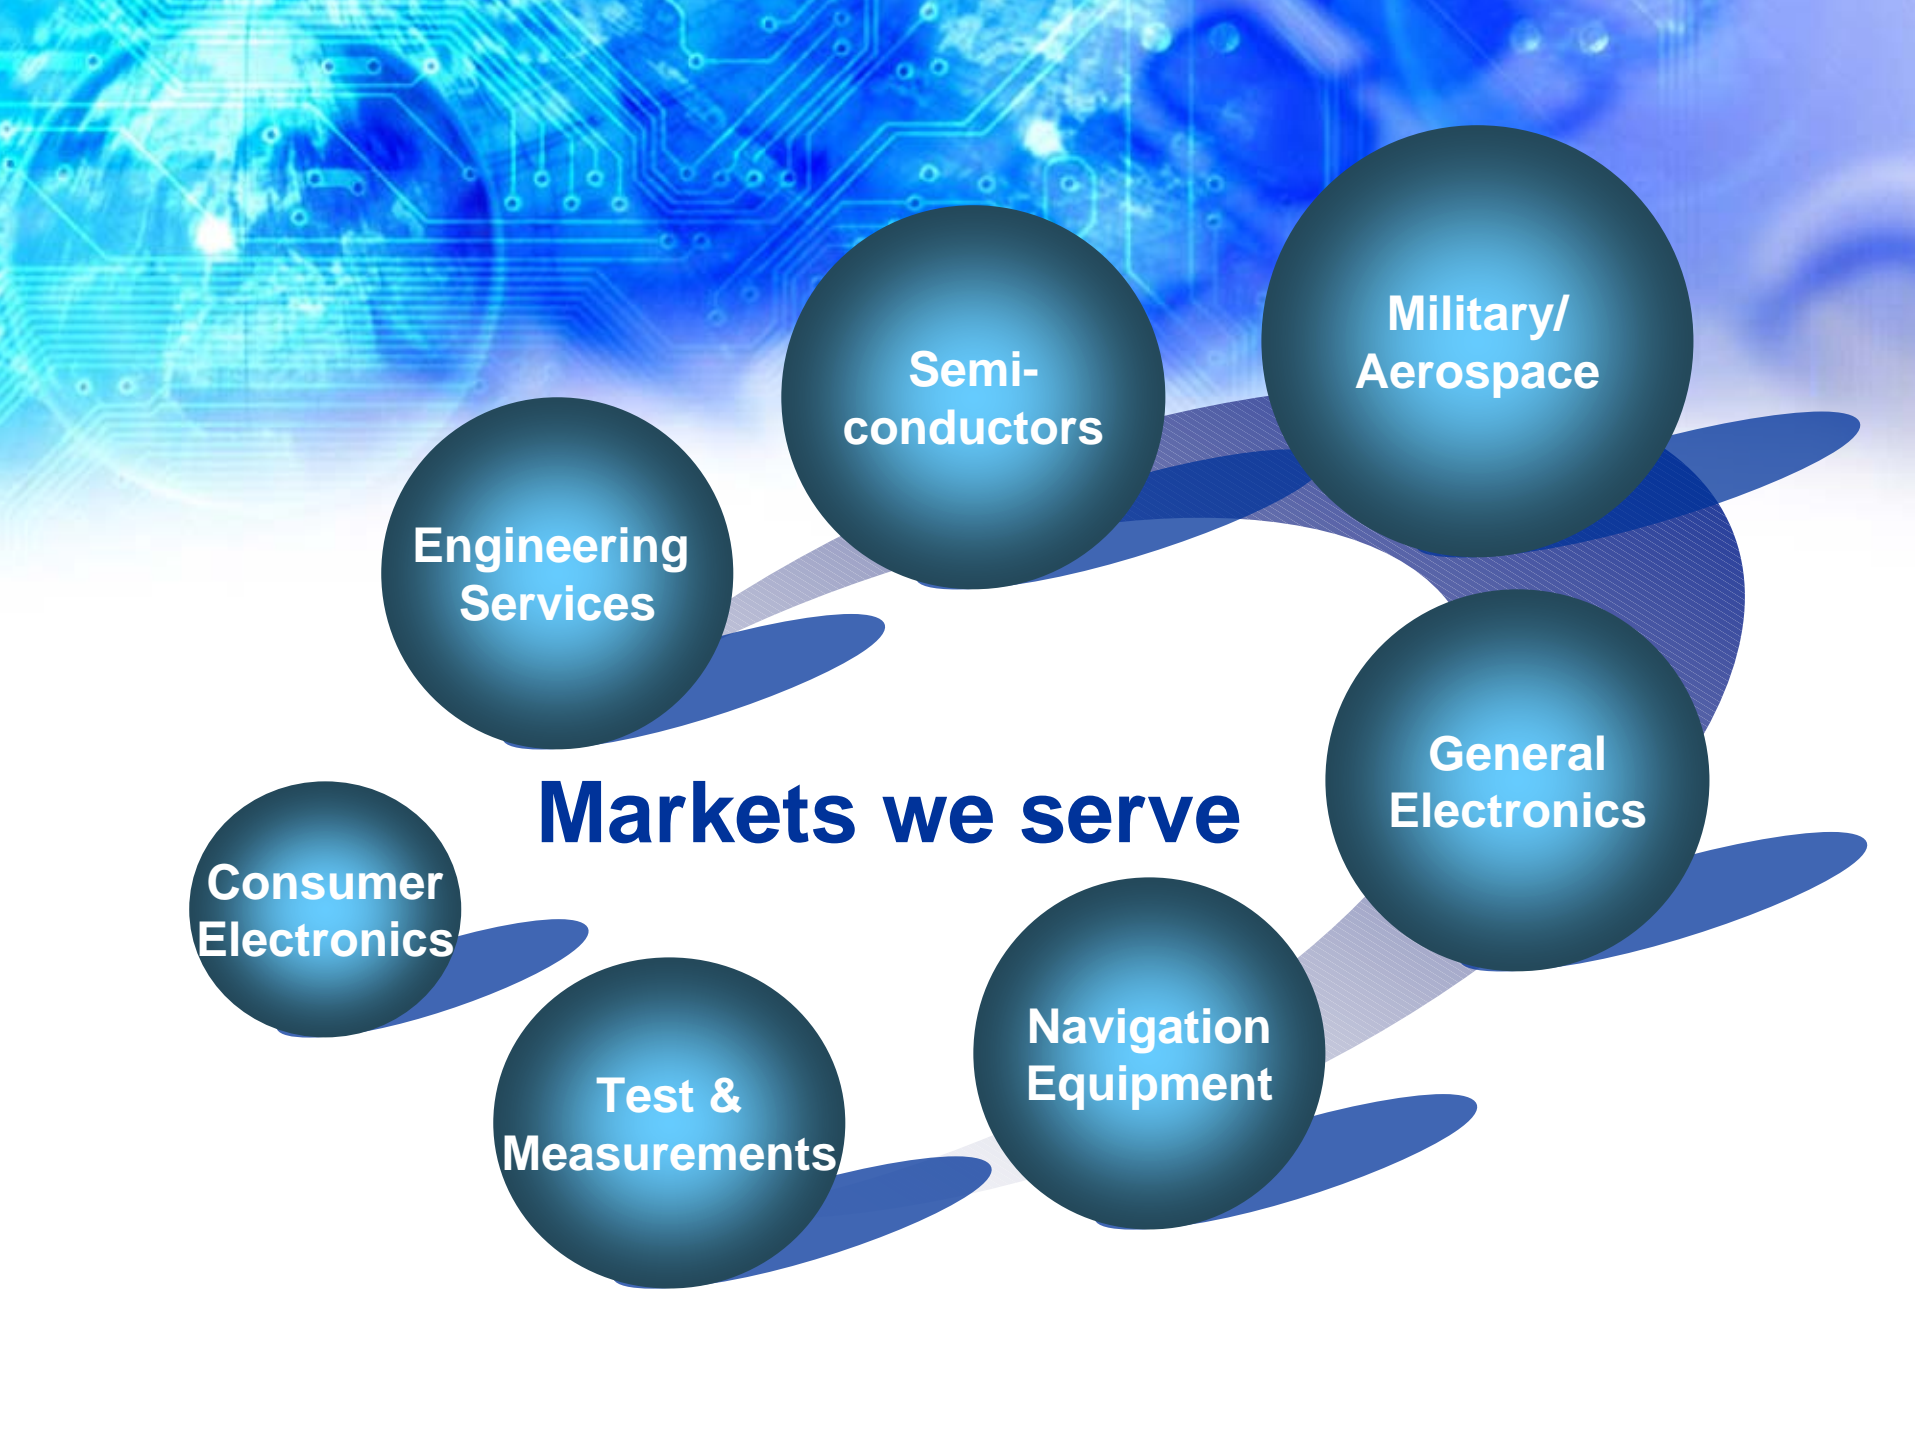 Military/
Aerospace
Semi-
conductors
Engineering
Services
General
Electronics
Markets we serve
Consumer
Electronics
Navigation
Equipment
Test &
Measurements